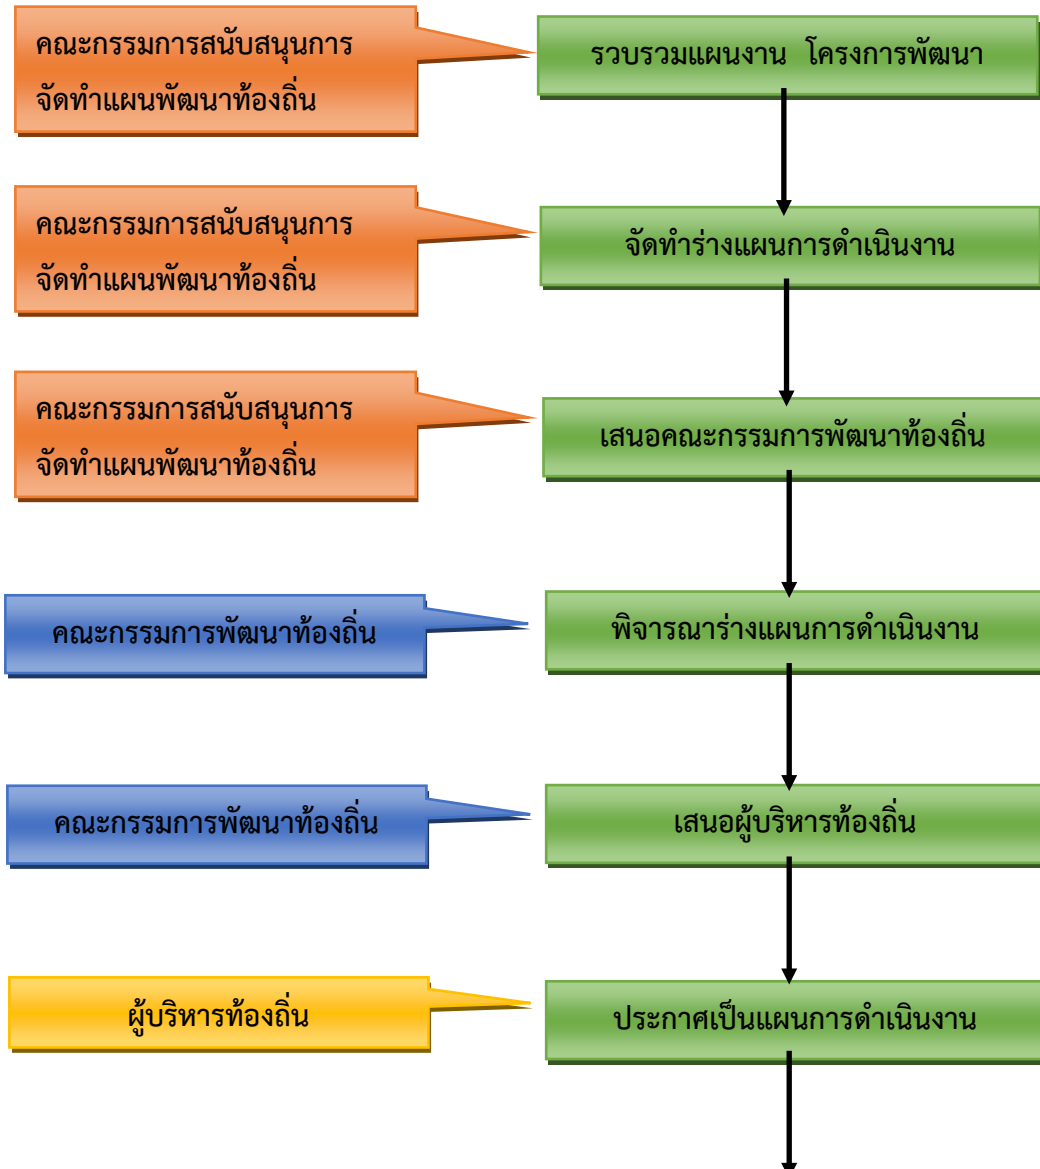 คณะกรรมการสนับสนุนการ
จัดทำแผนพัฒนาท้องถิ่น
รวบรวมแผนงาน โครงการพัฒนา
คณะกรรมการสนับสนุนการ
จัดทำแผนพัฒนาท้องถิ่น
จัดทำร่างแผนการดำเนินงาน
คณะกรรมการสนับสนุนการ
จัดทำแผนพัฒนาท้องถิ่น
เสนอคณะกรรมการพัฒนาท้องถิ่น
คณะกรรมการพัฒนาท้องถิ่น
พิจารณาร่างแผนการดำเนินงาน
คณะกรรมการพัฒนาท้องถิ่น
เสนอผู้บริหารท้องถิ่น
ผู้บริหารท้องถิ่น
ประกาศเป็นแผนการดำเนินงาน